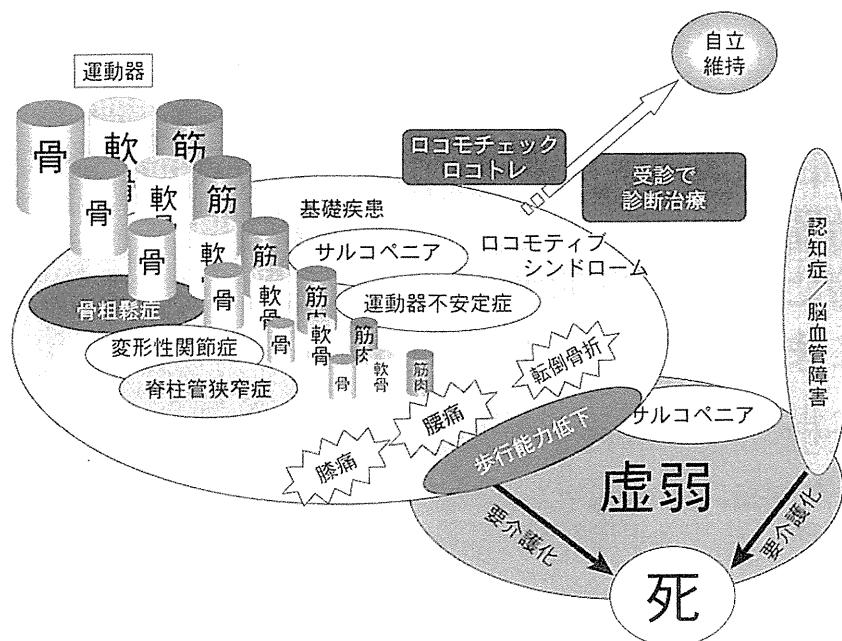 自立
維持
運動器
骨
軟骨
筋
ロコモチェック
ロコトレ
受診で
診断治療
骨
軟骨
筋
基礎疾患
骨
軟骨
筋
サルコペニア
ロコモティブ
シンドローム
認知症/脳血管障害
骨粗鬆症
骨
軟骨
筋肉
運動器不安定症
変形性関節症
骨
軟骨
筋肉
脊柱管狭窄症
骨
軟骨
筋肉
転倒骨折
腰痛
サルコペニア
膝痛
歩行能力低下
虚弱
要介護化
要介護化
死